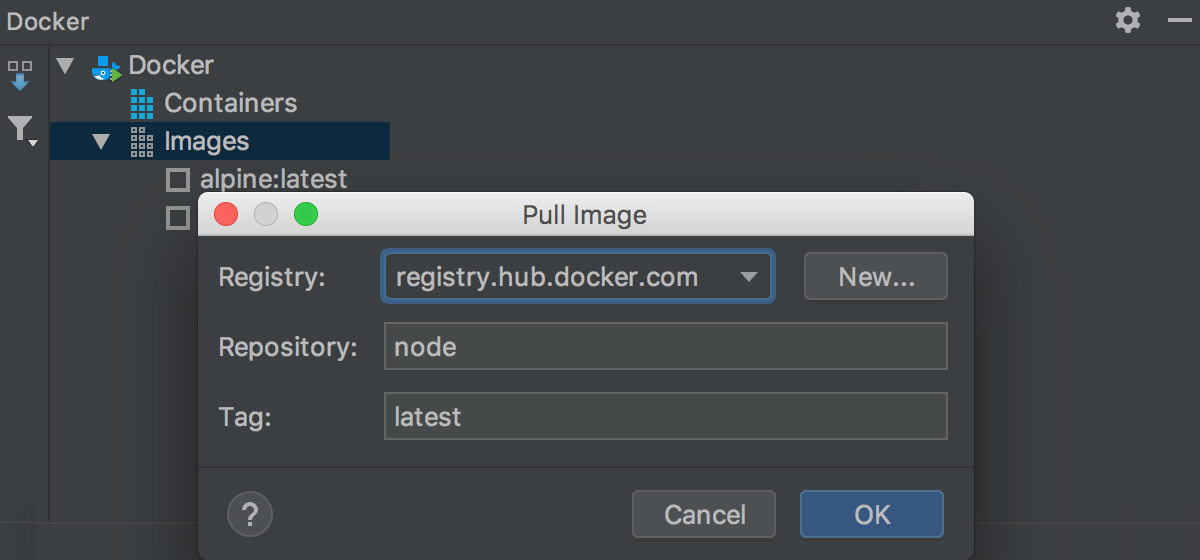 Docker
Docker
Containers
Images
alpine:latest
Pull Image
Registry: registry.hub.docker.com New...
Repository: node
Tag: latest
? Cancel OK